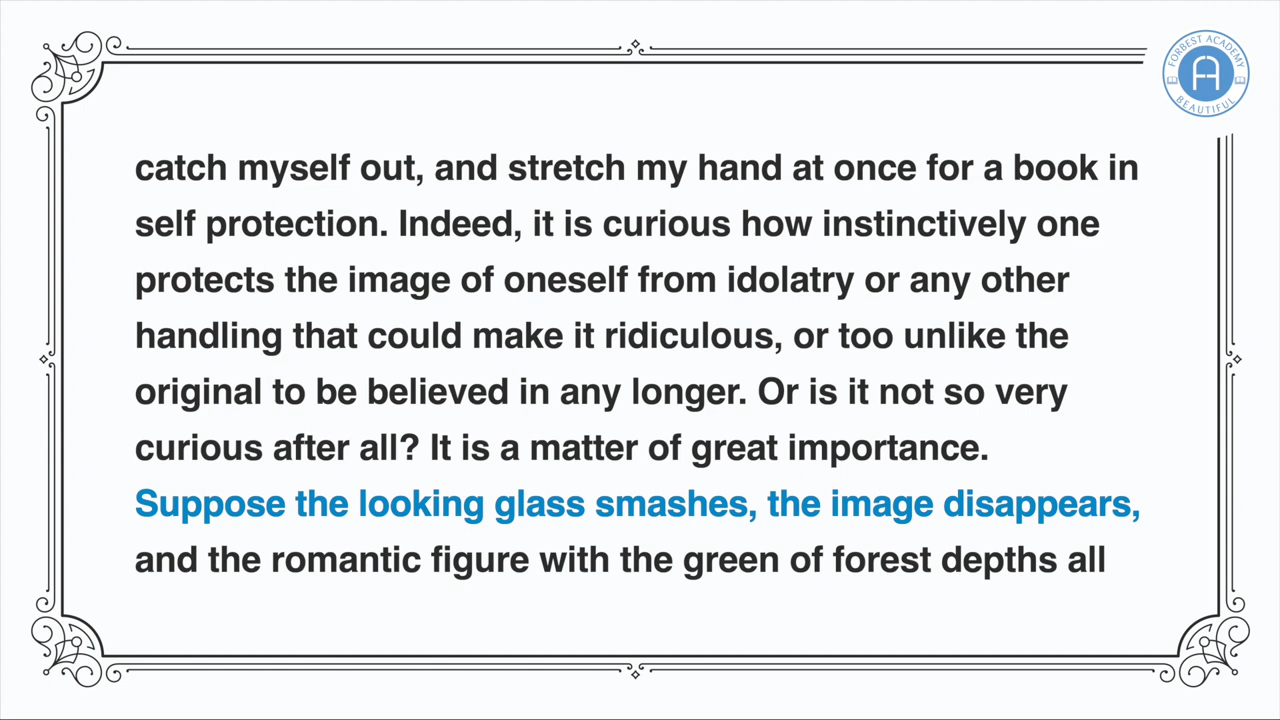 FORBEST ACADEMY
A
BEAUTIFUL
catch myself out, and stretch my hand at once for a book in
self protection. Indeed, it is curious how instinctively one
protects the image of oneself from idolatry or any other
handling that could make it ridiculous, or too unlike the
original to be believed in any longer. Or is it not so very
curious after all? It is a matter of great importance.
Suppose the looking glass smashes, the image disappears,
and the romantic figure with the green of forest depths all